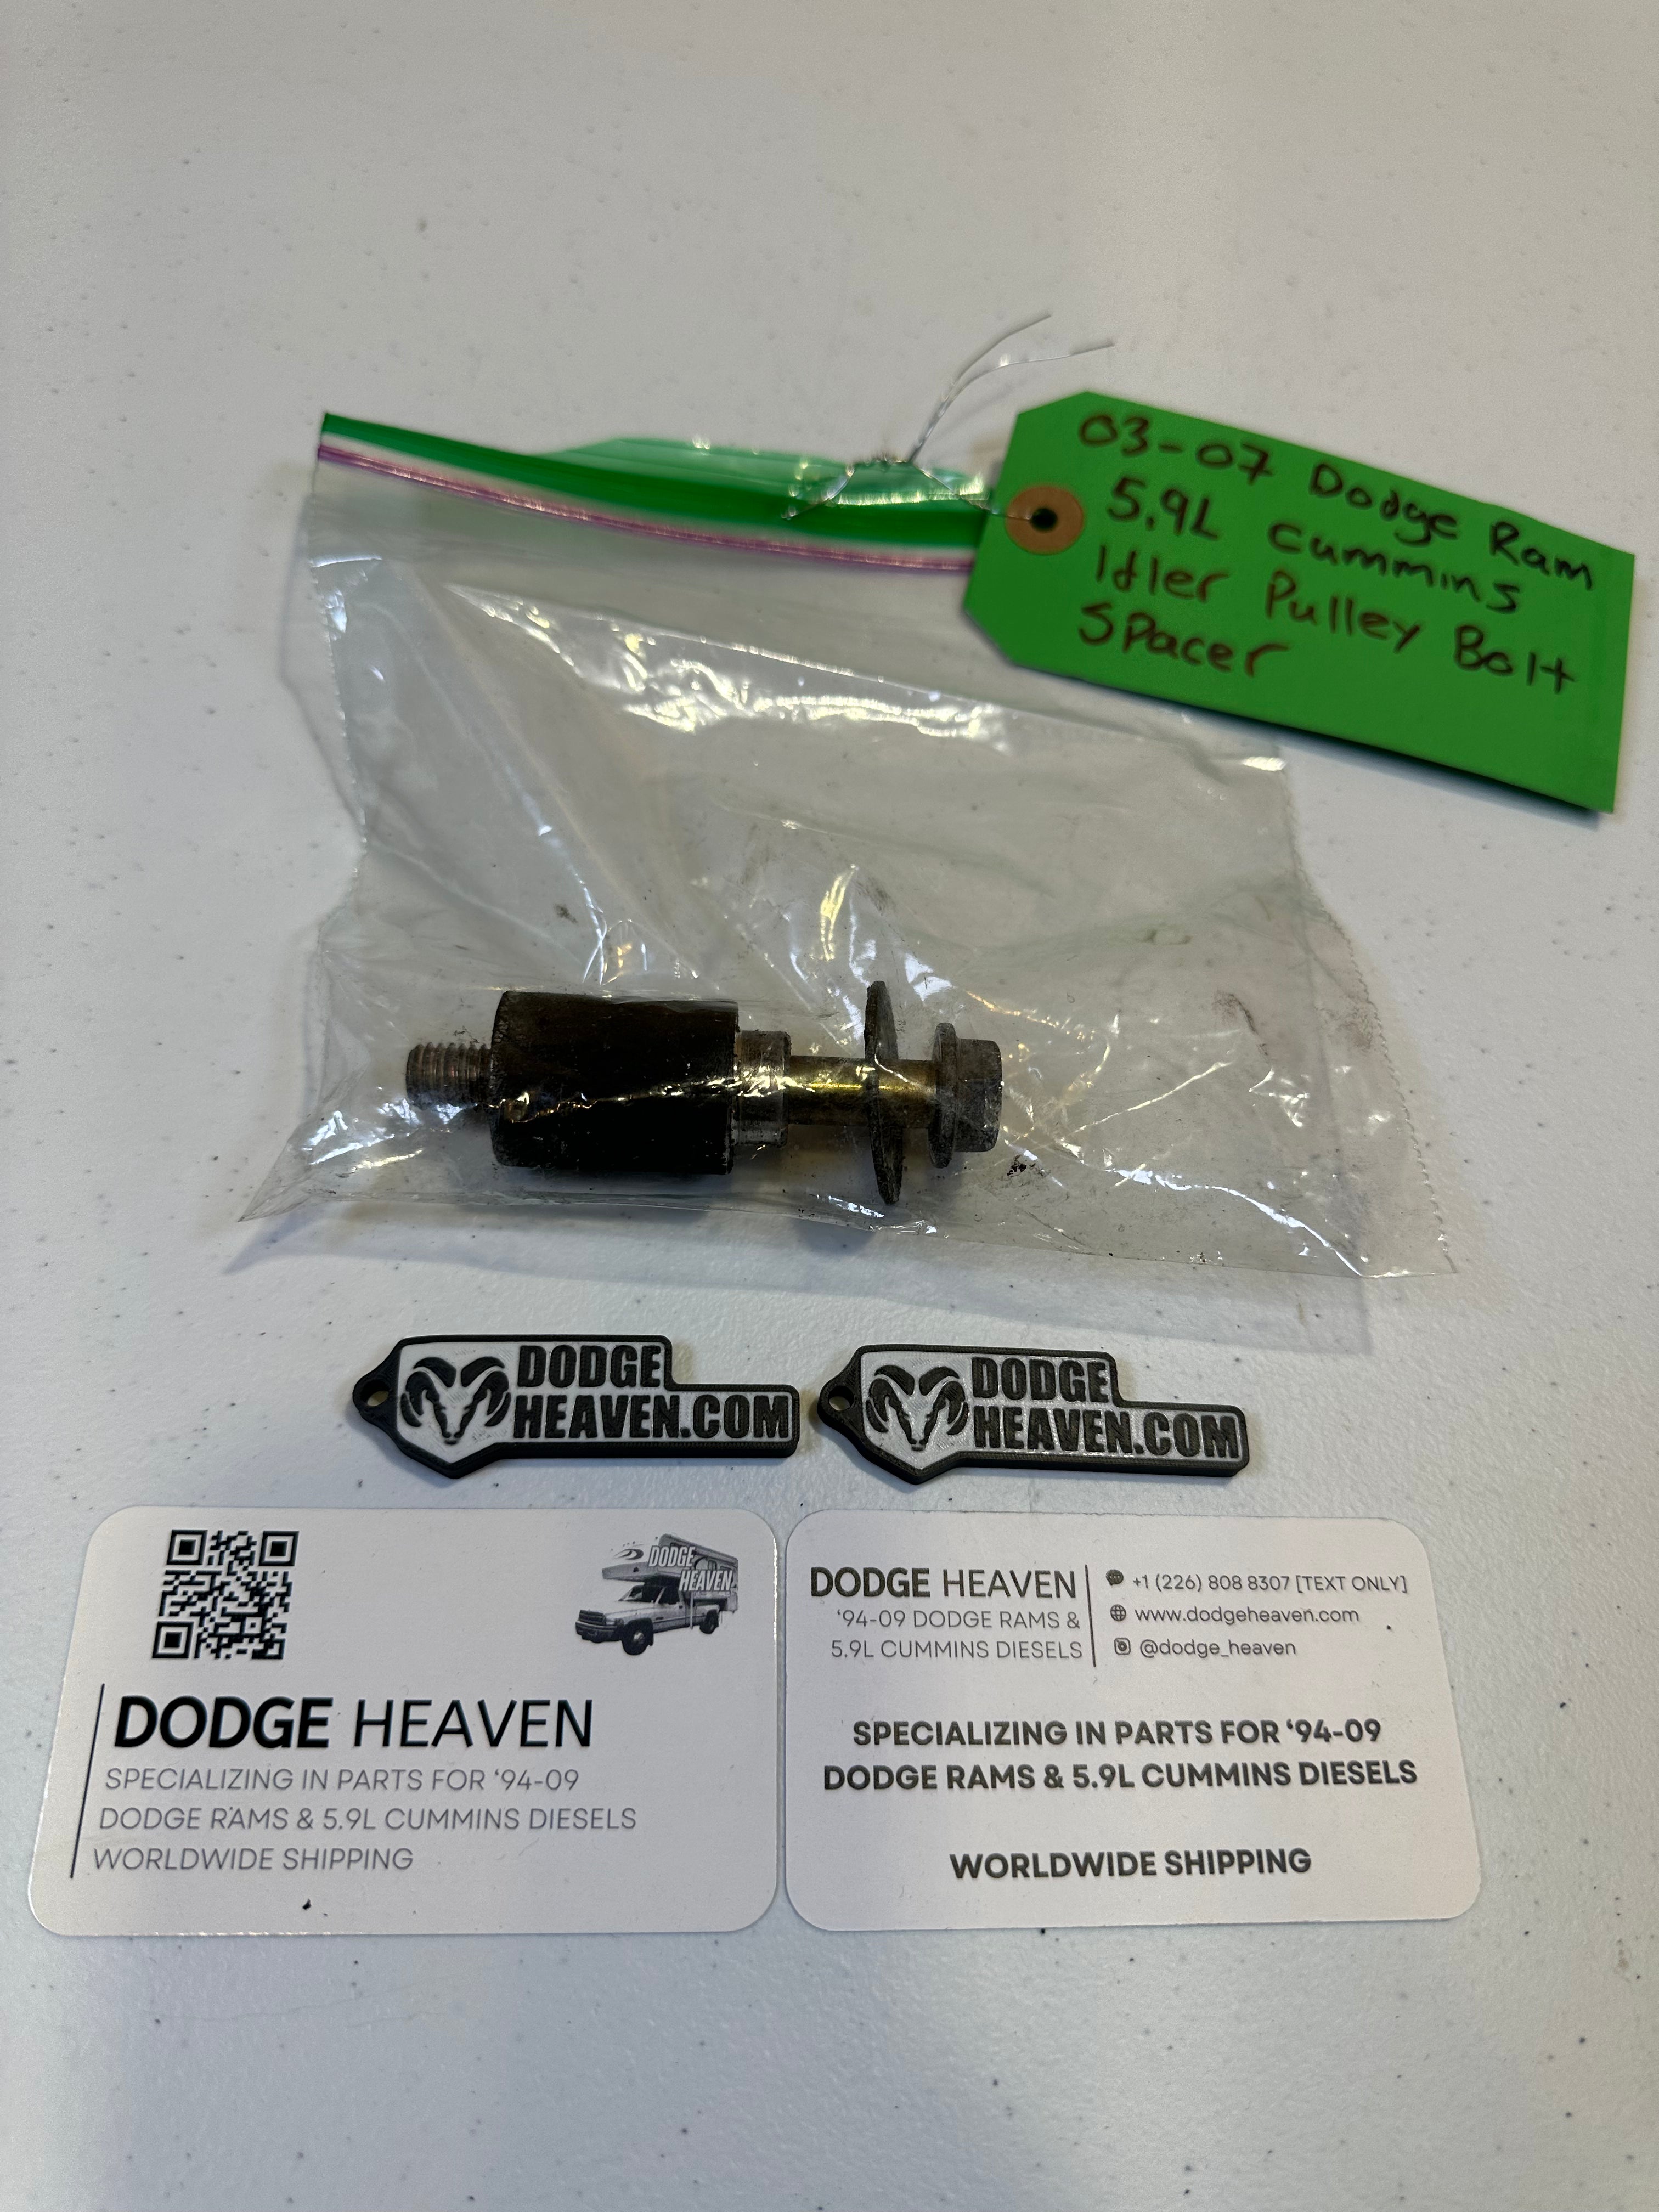 03-07 Dodge Ram
5.9L cummins
Idler Pulley Bolt
Spacer
DODGE
HEAVEN.COM
DODGE
HEAVEN.COM
DODGE
HEAVEN
DODGE HEAVEN
SPECIALIZING IN PARTS FOR ‘94-09
DODGE RAMS & 5.9L CUMMINS DIESELS
WORLDWIDE SHIPPING
DODGE HEAVEN
‘94-09 DODGE RAMS &
5.9L CUMMINS DIESELS
+1 (226) 808 8307 [TEXT ONLY]
www.dodgeheaven.com
@dodge_heaven
SPECIALIZING IN PARTS FOR ‘94-09
DODGE RAMS & 5.9L CUMMINS DIESELS
WORLDWIDE SHIPPING